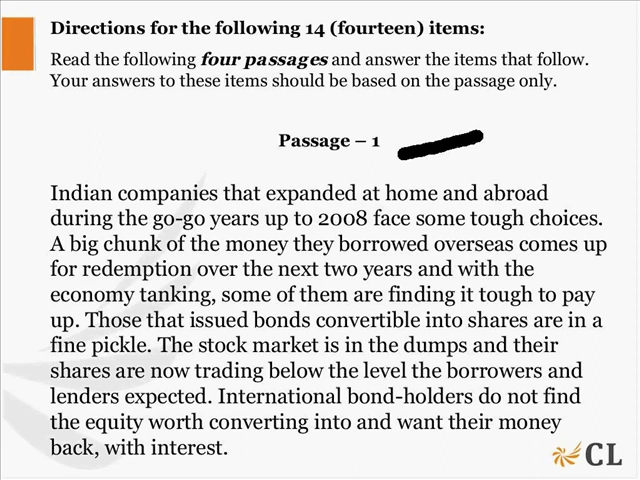 Directions for the following 14 (fourteen) items:
Read the following four passages and answer the items that follow.
Your answers to these items should be based on the passage only.
Passage – 1
Indian companies that expanded at home and abroad
during the go-go years up to 2008 face some tough choices.
A big chunk of the money they borrowed overseas comes up
for redemption over the next two years and with the
economy tanking, some of them are finding it tough to pay
up. Those that issued bonds convertible into shares are in a
fine pickle. The stock market is in the dumps and their
shares are now trading below the level the borrowers and
lenders expected. International bond-holders do not find
the equity worth converting into and want their money
back, with interest.
CL